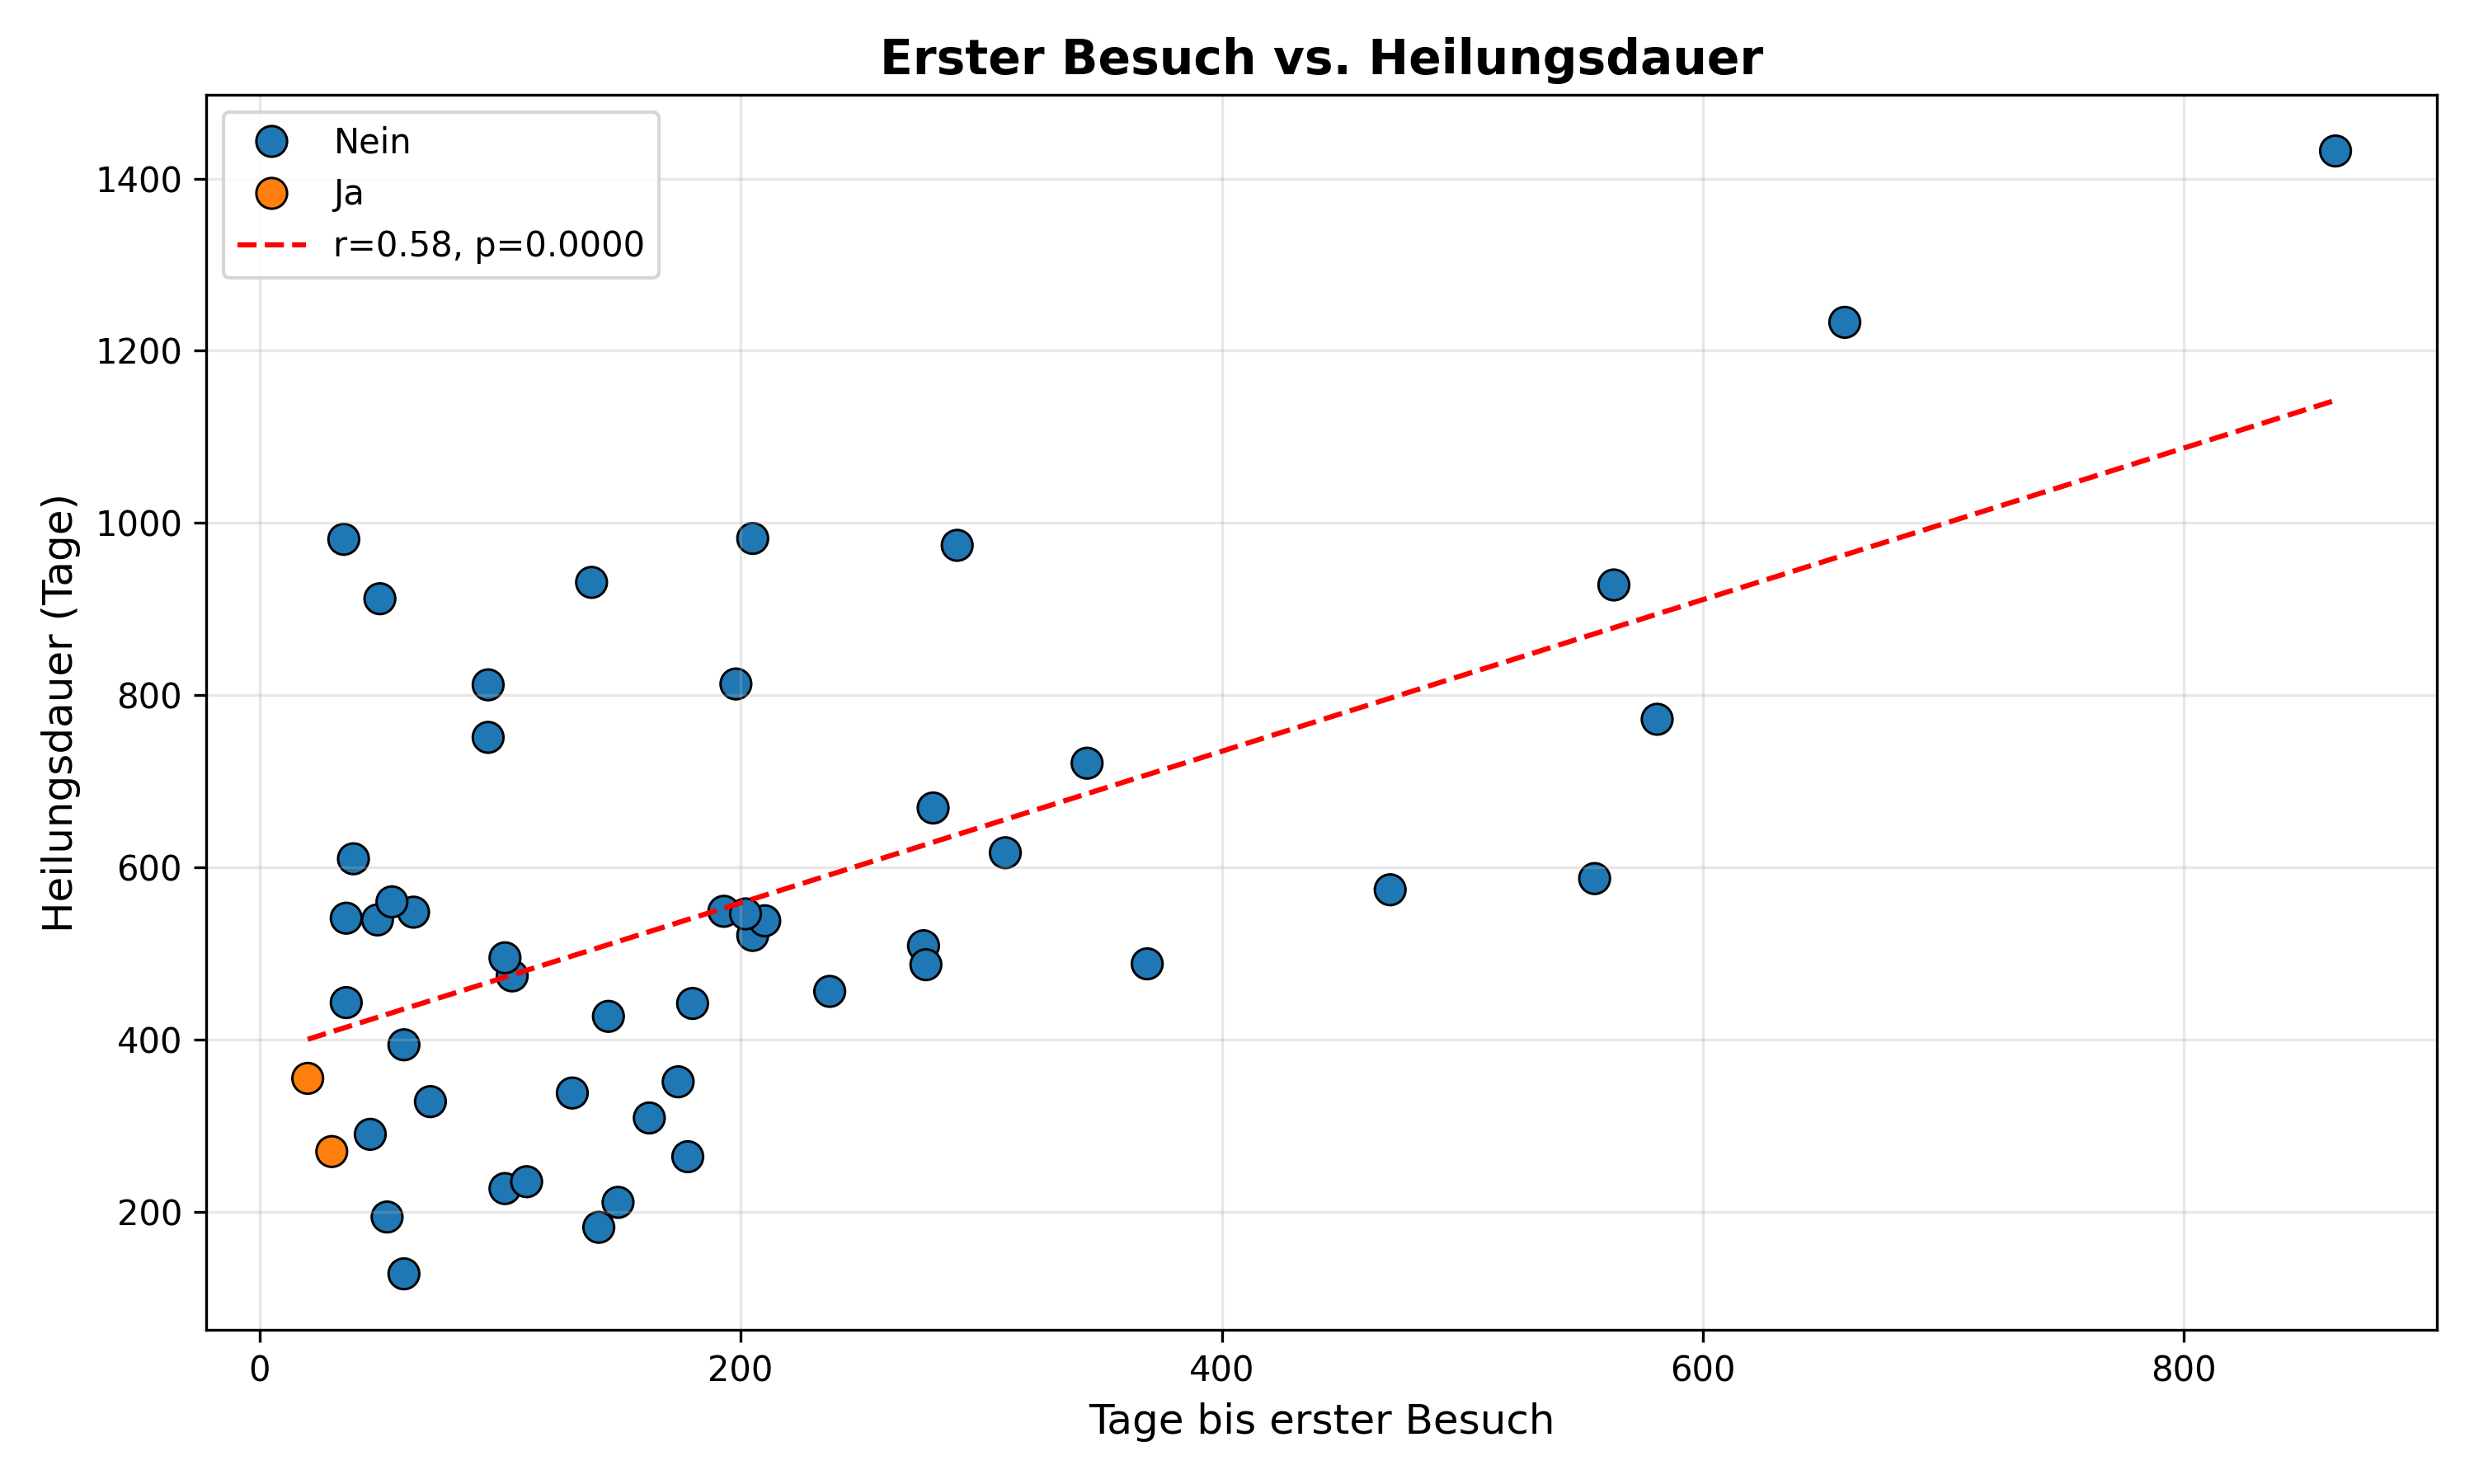 Erster Besuch vs. Heilungsdauer
Nein
Ja
r=0.58, p=0.0000
1400
1200
1000
800
600
400
200
Heilungsdauer (Tage)
0
200
400
600
800
Tage bis erster Besuch